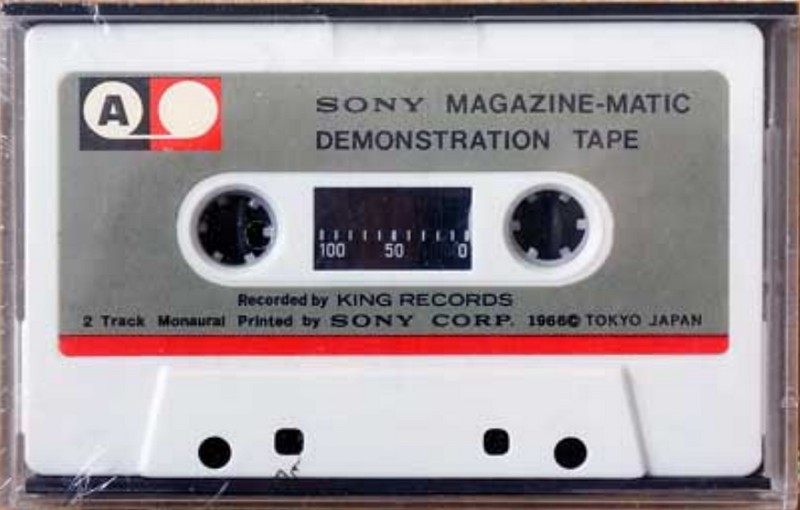 A
SONY MAGAZINE-MATIC
DEMONSTRATION TAPE
100 50 0
Recorded by KING RECORDS
2 Track Monaural Printed by SONY CORP. 1966© TOKYO JAPAN